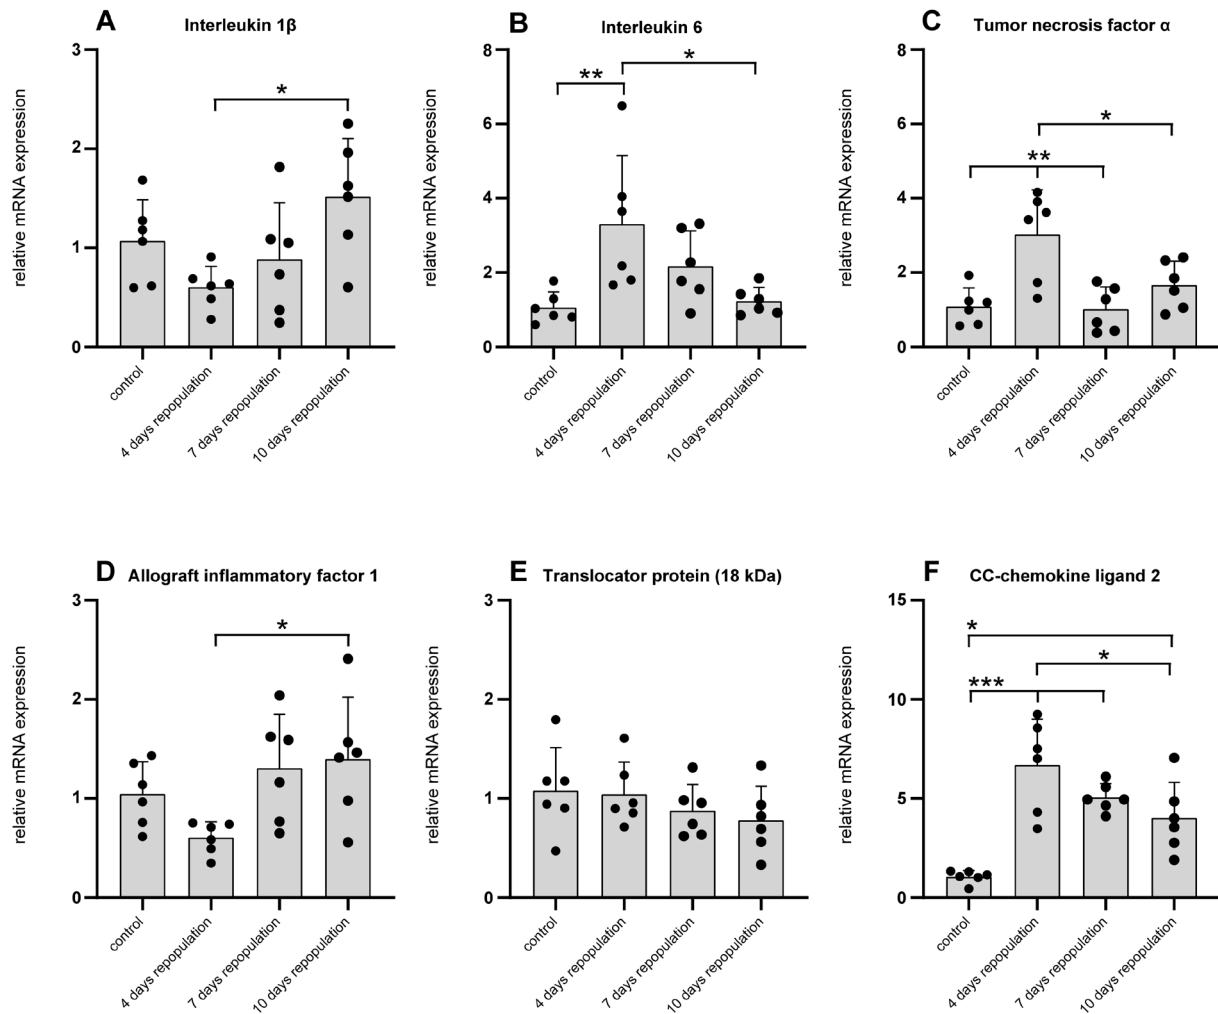 A
Interleukin 1β
relative mRNA expression
3
2
1
0
*
control
4 days repopulation
7 days repopulation
10 days repopulation
B
Interleukin 6
relative mRNA expression
8
6
4
2
0
**
*
control
4 days repopulation
7 days repopulation
10 days repopulation
C
Tumor necrosis factor α
relative mRNA expression
8
6
4
2
0
*
**
control
4 days repopulation
7 days repopulation
10 days repopulation
D
Allograft inflammatory factor 1
relative mRNA expression
3
2
1
0
*
control
4 days repopulation
7 days repopulation
10 days repopulation
E
Translocator protein (18 kDa)
relative mRNA expression
3
2
1
0
control
4 days repopulation
7 days repopulation
10 days repopulation
F
CC-chemokine ligand 2
relative mRNA expression
15
10
5
0
*
*
***
control
4 days repopulation
7 days repopulation
10 days repopulation